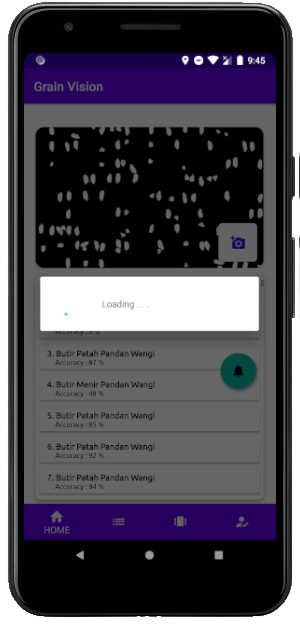 9:45
Grain Vision
Loading . . .
3. Butir Patah Pandan Wangi
Accuracy : 87 %
4. Butir Menir Pandan Wangi
Accuracy : 48 %
5. Butir Patah Pandan Wangi
Accuracy : 85 %
6. Butir Patah Pandan Wangi
Accuracy : 92 %
7. Butir Patah Pandan Wangi
Accuracy : 94 %
HOME